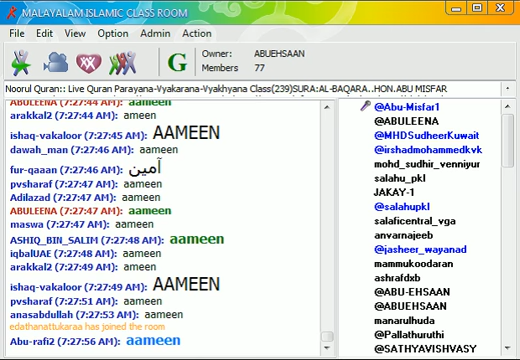 MALAYALAM ISLAMIC CLASS ROOM
File Edit View Option Admin Action
G
Owner: ABUEHSAAN
Members 77
Noorul Quran:: Live Quran Parayana-Vyakarana-Vyakhyana Class(239)SURA:AL-BAQARA..HON.ABU MISFAR
ABULEENA (7:27:44 AM): aameen
arakkal2 (7:27:44 AM): ameen
ishaq-vakaloor (7:27:45 AM): AAMEEN
dawah_man (7:27:46 AM): aameen
fur-qaaan (7:27:46 AM): آمين
pvsharaf (7:27:47 AM): aameen
Adilazad (7:27:47 AM): aameen
ABULEENA (7:27:47 AM): aameen
maswa (7:27:47 AM): aameen
ASHIQ_BIN_SALIM (7:27:48 AM): aameen
iqbalUAE (7:27:48 AM): aameen
arakkal2 (7:27:49 AM): ameen
ishaq-vakaloor (7:27:49 AM): AAMEEN
pvsharaf (7:27:51 AM): aameen
anasabdullah (7:27:53 AM): aameen
edathanattukaraa has joined the room
Abu-rafi2 (7:27:56 AM): aameen
@Abu-Misfar1
@ABULEENA
@MHDSudheerKuwait
@irshadmohammedkvk
mohd_sudhir_venniyur
salahu_pkl
JAKAY-1
@salahupkl
salaficentral_vga
anvarnajeeb
@jasheer_wayanad
mammukoodaran
ashrafdxb
@ABU-EHSAAN
@ABUEHSAAN
manarulhuda
@Pallathuruthi
@SATHYAVISHVASY